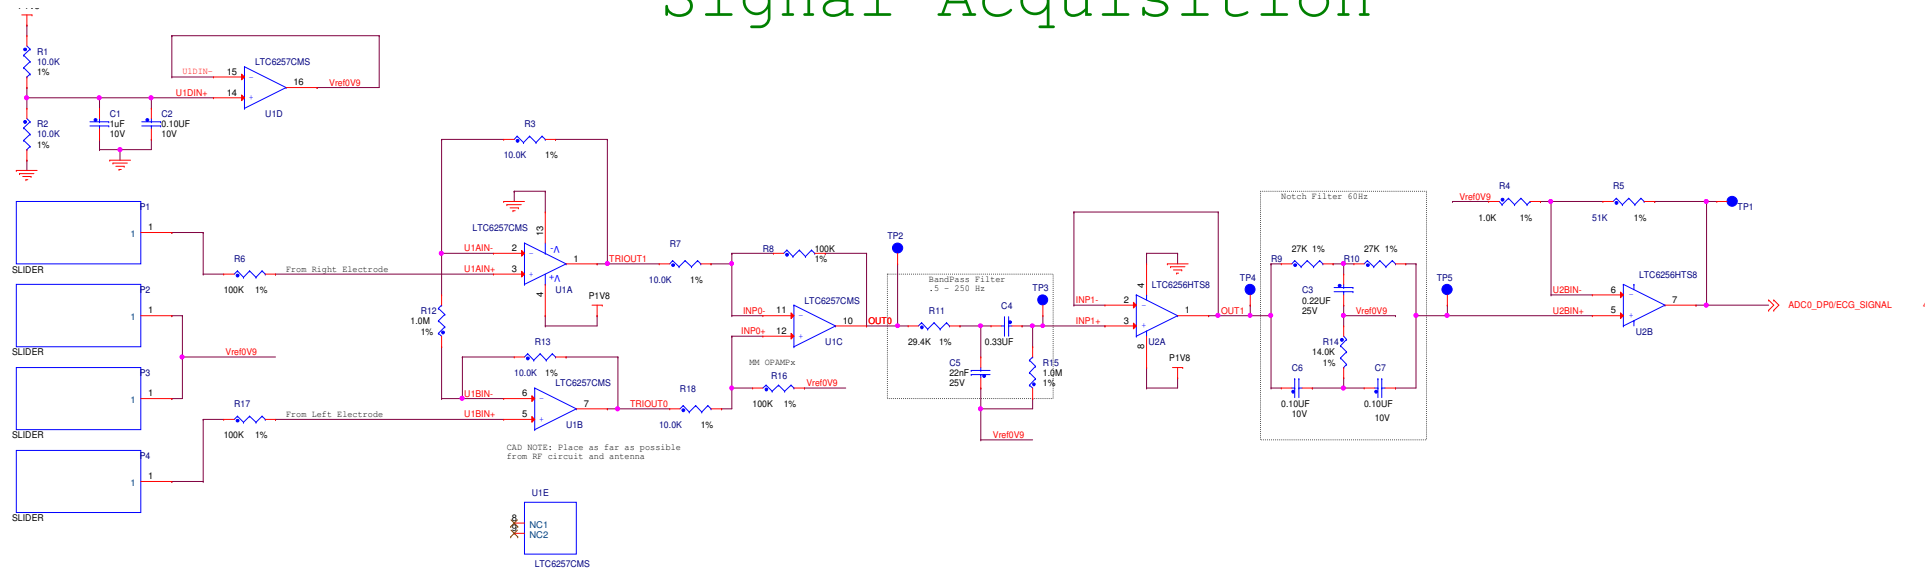 Signal Acquisition
R1
10.0K
1%
R2
10.0K
1%
C1
1uF
10V
C2
0.10UF
10V
U1DIN-
15
U1DIN+
14
LTC6257CMS
16
Vref0V9
U1D
P1
1
1
SLIDER
P2
1
1
SLIDER
P3
1
1
SLIDER
P4
1
1
SLIDER
Vref0V9
R6
100K 1%
From Right Electrode
R17
100K 1%
From Left Electrode
R3
10.0K 1%
LTC6257CMS
13
V-
U1AIN- 2
U1AIN+ 3
V+
4
1
U1A
TRIOUT1
P1V8
R12
1.0M
1%
R13
10.0K 1%
LTC6257CMS
U1BIN- 6
U1BIN+ 5
7
U1B
TRIOUT0
CAD NOTE: Place as far as possible
from RF circuit and antenna
U1E
8
9
NC1
NC2
LTC6257CMS
R7
10.0K 1%
R18
10.0K 1%
R8
100K
1%
INP0- 11
INP0+ 12
LTC6257CMS
10
U1C
OUT0
MM OPAMPx
R16
100K 1%
Vref0V9
TP2
BandPass Filter
.5 - 250 Hz
R11
29.4K 1%
C4
0.33UF
TP3
C5
22nF
25V
R15
1.0M
1%
Vref0V9
INP1- 2
INP1+ 3
4
LTC6256HTS8
1
U2A
8
P1V8
OUT1
TP4
Notch Filter 60Hz
27K 1%
R9
27K 1%
R10
C3
0.22UF
25V
Vref0V9
R14
14.0K
1%
C6
0.10UF
10V
C7
0.10UF
10V
TP5
Vref0V9
R4
1.0K 1%
R5
51K 1%
TP1
LTC6256HTS8
U2BIN- 6
U2BIN+ 5
7
U2B
ADC0_DP0/ECG_SIGNAL